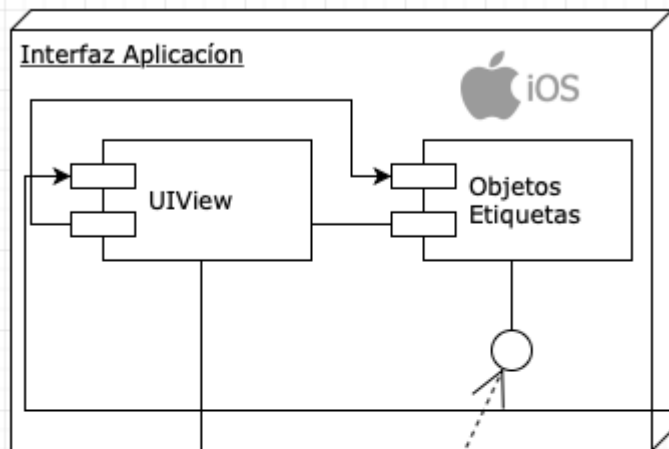 Interfaz Aplicacíon
iOS
UIView
Objetos
Etiquetas